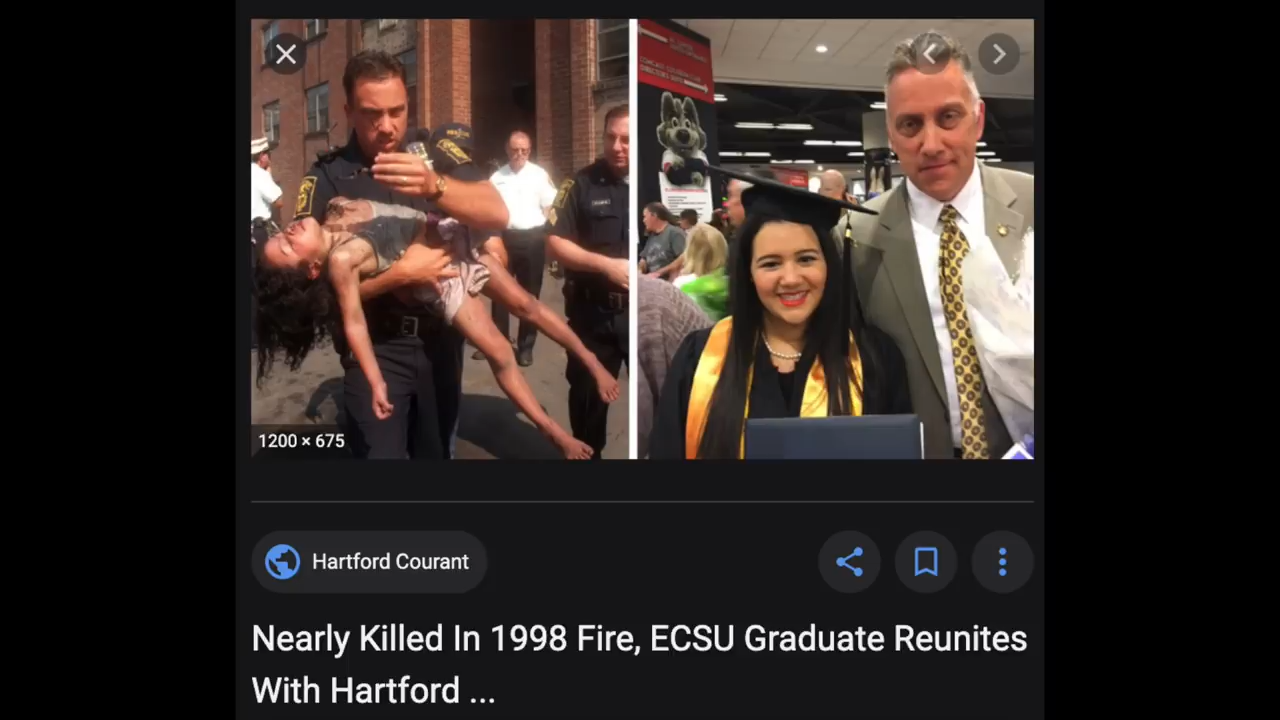 1200 × 675
Hartford Courant
Nearly Killed In 1998 Fire, ECSU Graduate Reunites
With Hartford ...